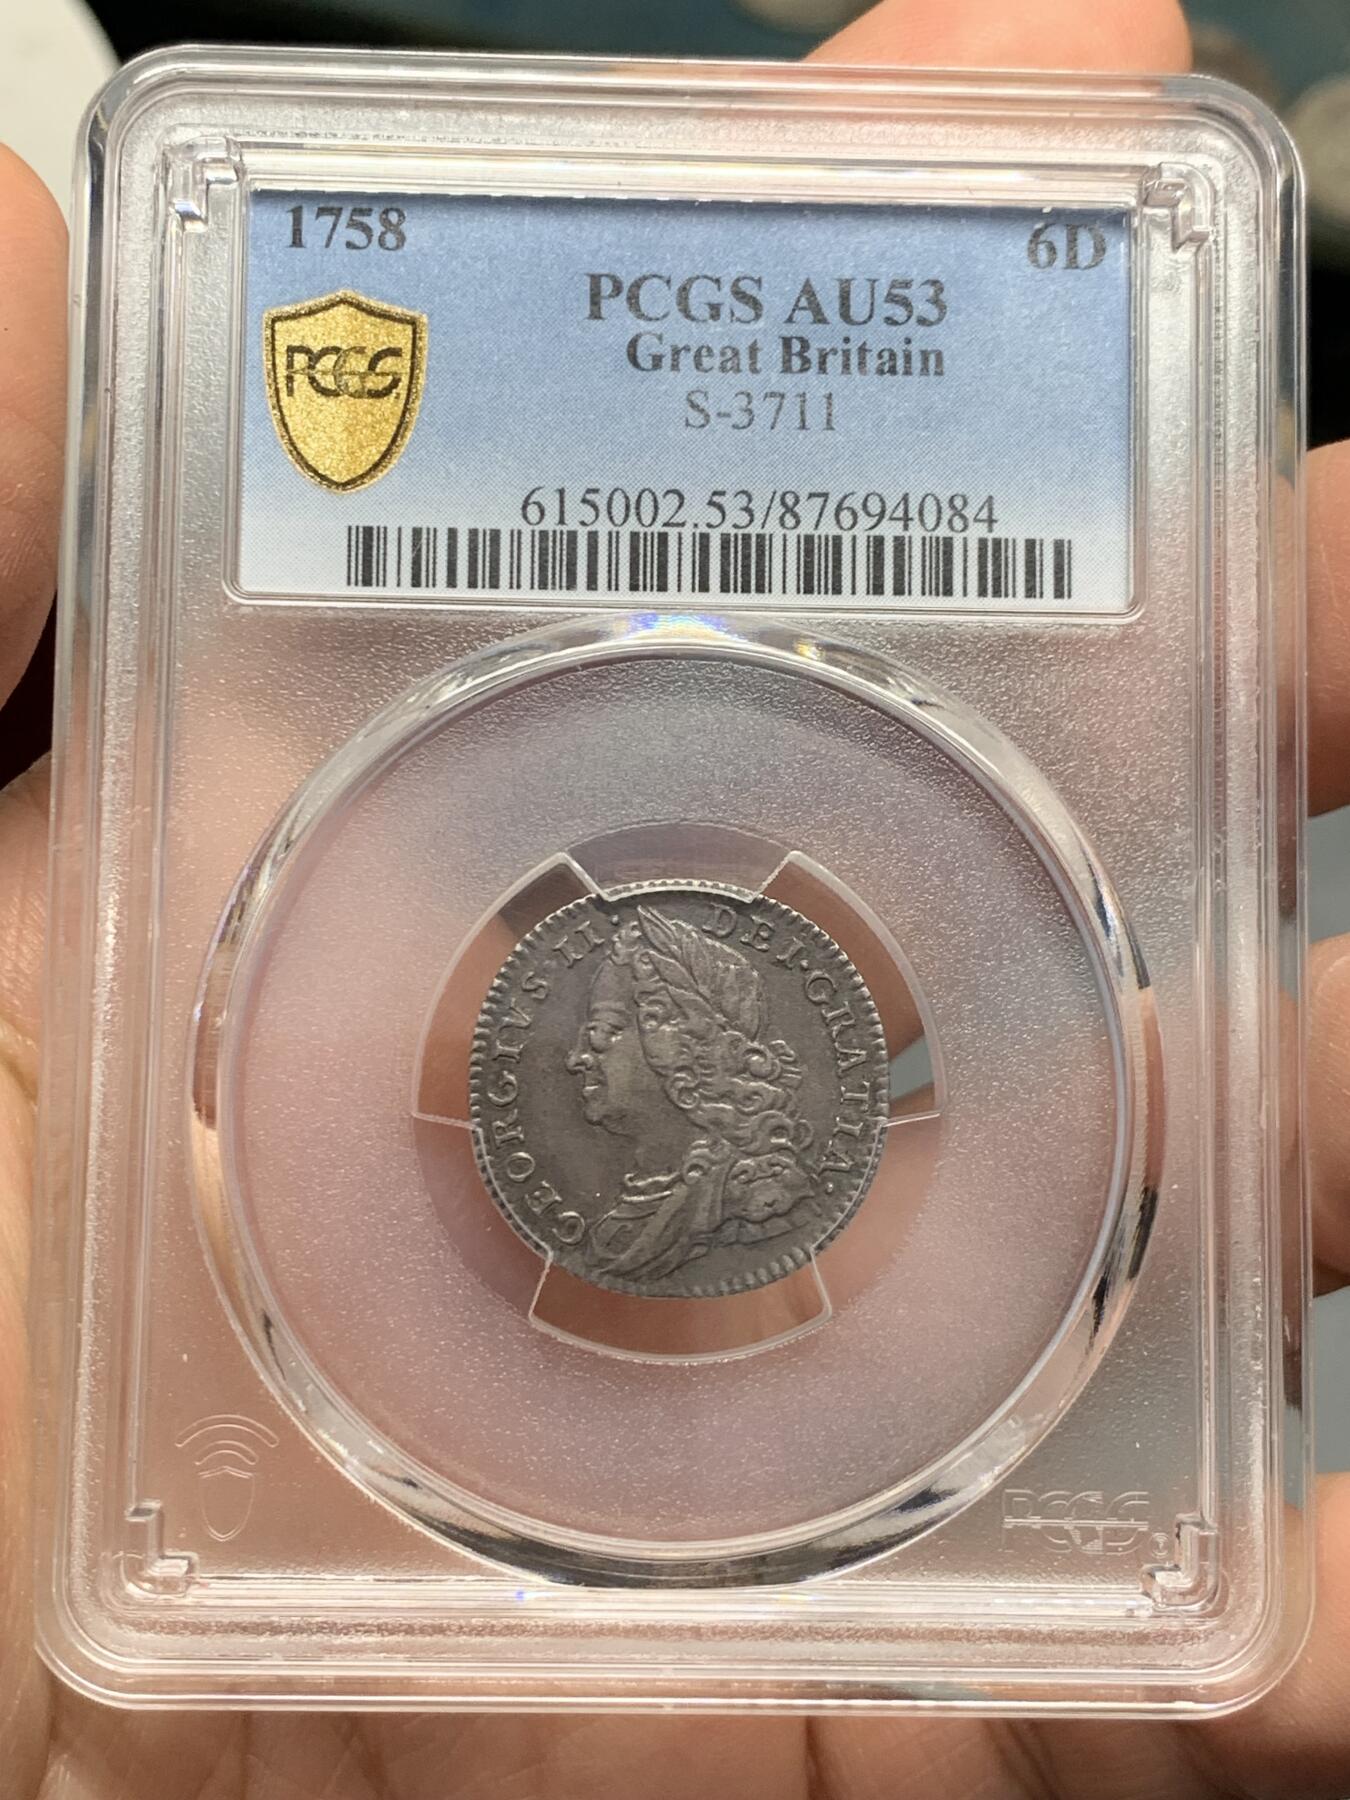 1758
6D
PCGS AU53
Great Britain
S-3711
PCGS
615002.53/87694084
GEORGIVS·II· DEI·GRATIA·
PCGS